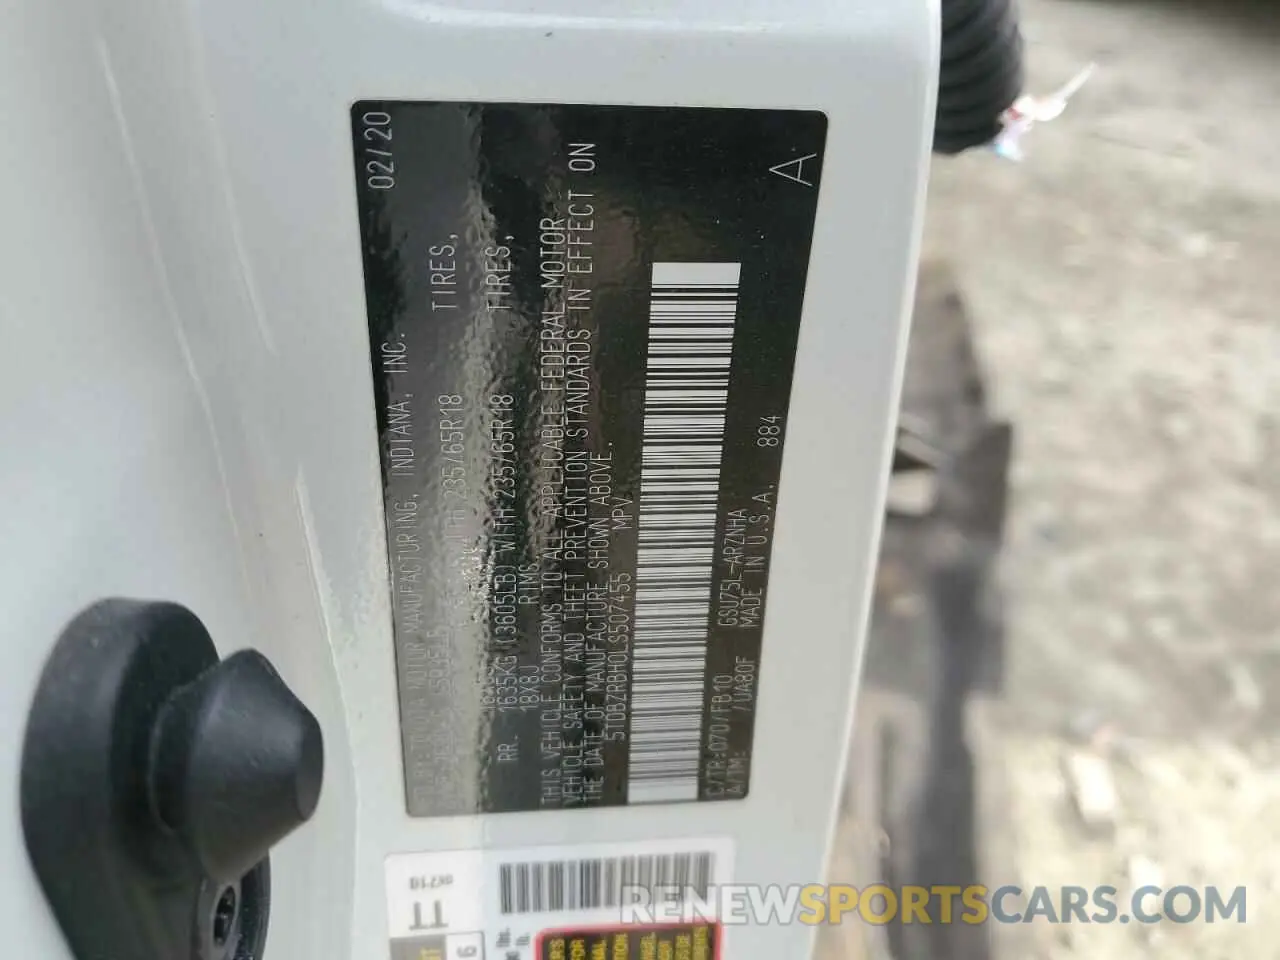 MOTOR MANUFACTURING, INDIANA, INC. 02/20
WITH 235/65R18 TIRES,
RR. 1635KG (3605LB) WITH 235/65R18 TIRES,
18X8J RIMS
THIS VEHICLE CONFORMS TO ALL APPLICABLE FEDERAL MOTOR
VEHICLE SAFETY AND THEFT PREVENTION STANDARDS IN EFFECT ON
THE DATE OF MANUFACTURE SHOWN ABOVE.
5TDBZRBH0LS507455 MPV
C/TR:070/FB10 GSU75L-ARZNHA
A/TM: /UA80F MADE IN U.S.A. 884
A
TT
RENEWSPORTSCARS.COM